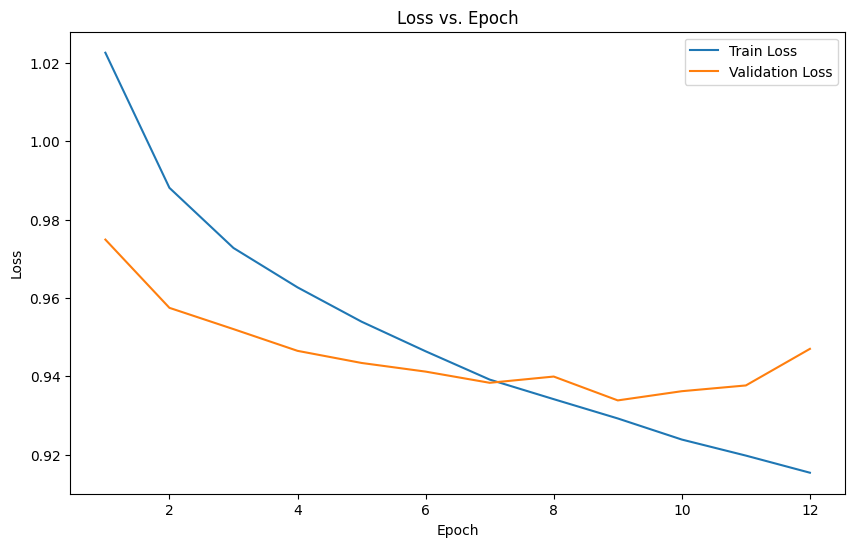 Loss vs. Epoch
Train Loss
Validation Loss
1.02
1.00
0.98
0.96
0.94
0.92
Loss
2 4 6 8 10 12
Epoch